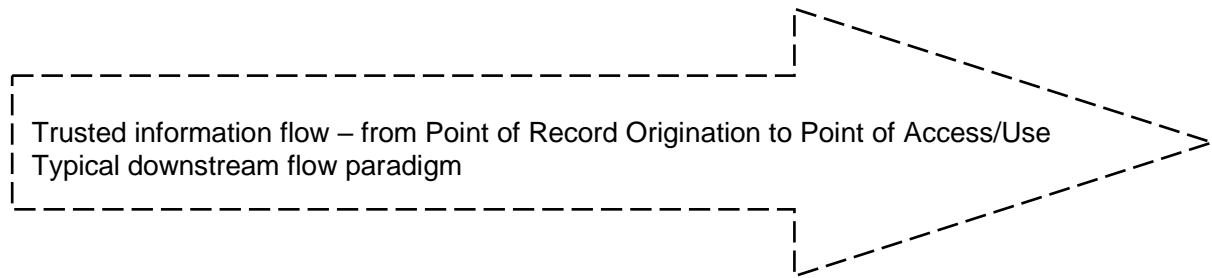 Trusted information flow – from Point of Record Origination to Point of Access/Use
Typical downstream flow paradigm